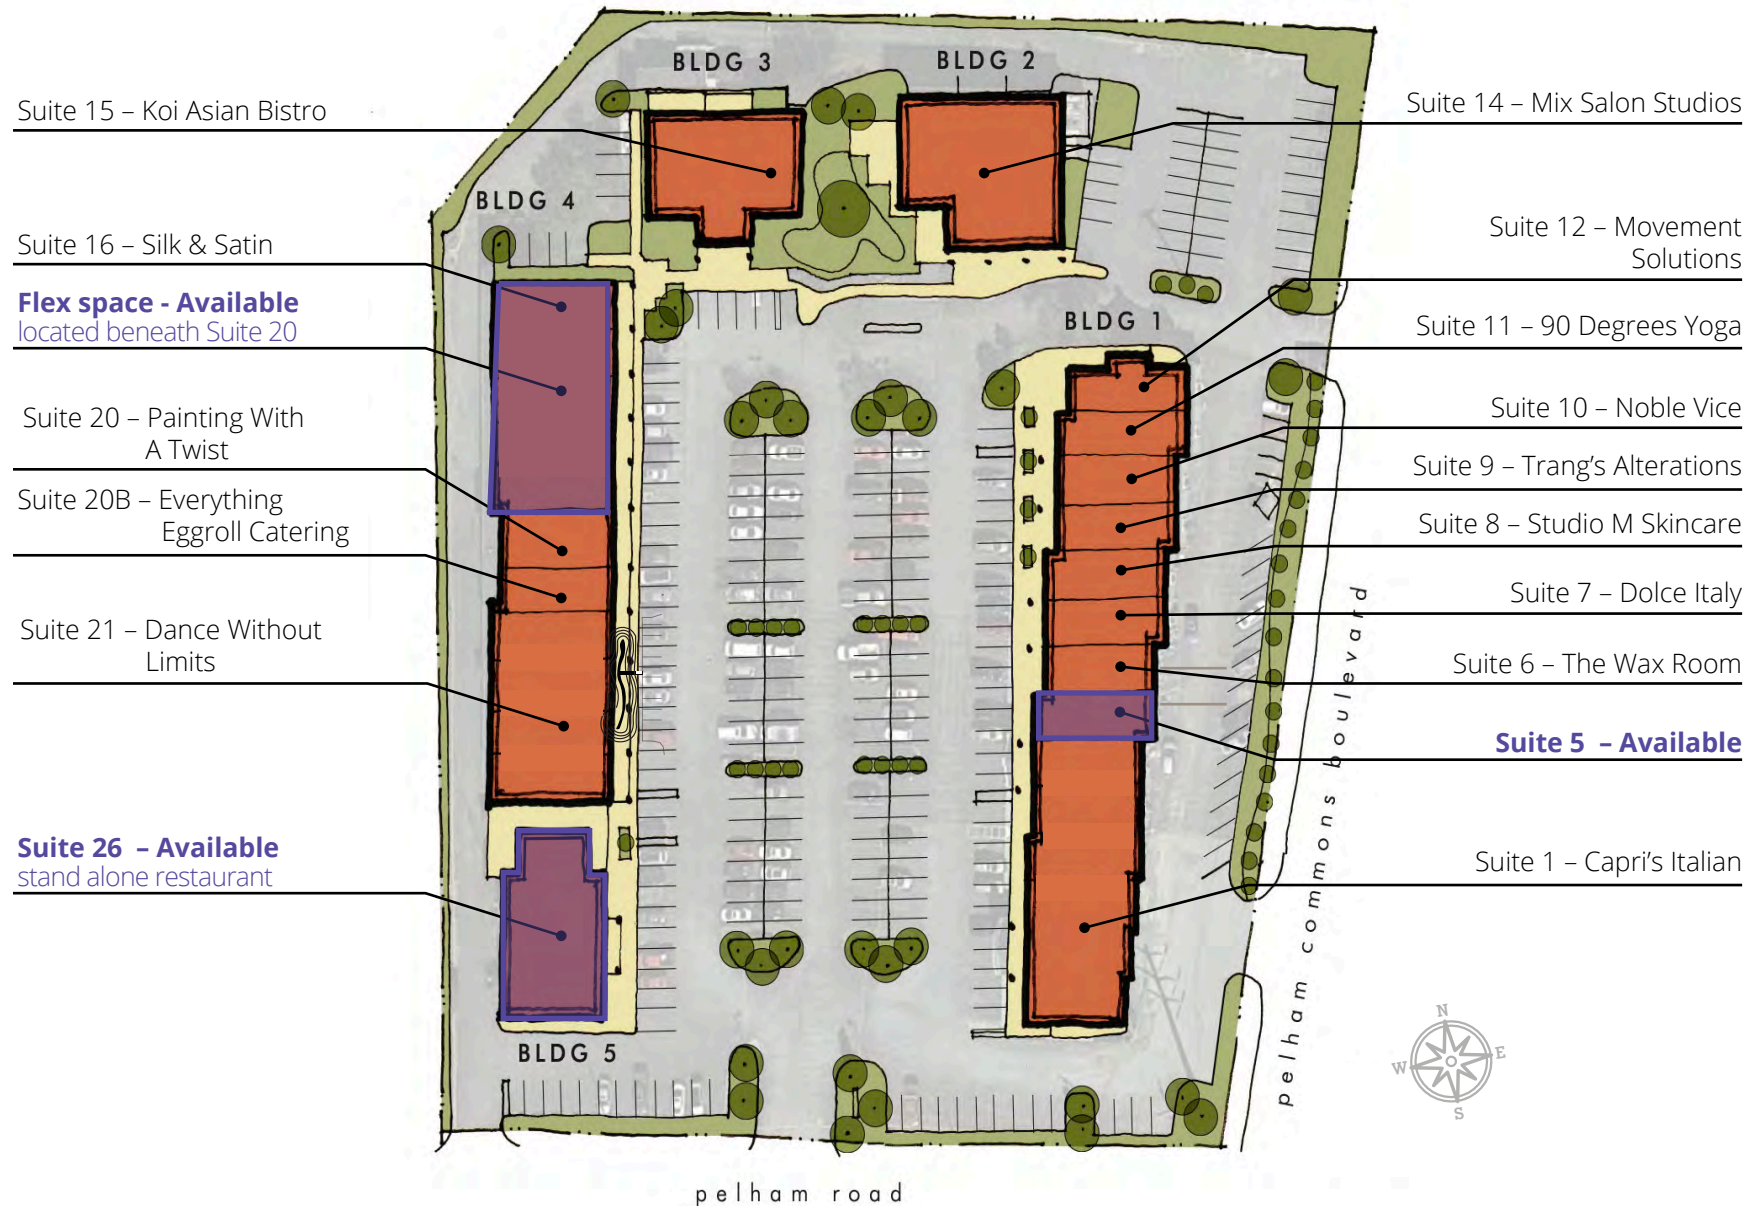 BLDG 3
BLDG 2
Suite 15 – Koi Asian Bistro
Suite 14 – Mix Salon Studios
BLDG 4
Suite 16 – Silk & Satin
Flex space - Available
located beneath Suite 20
Suite 20 – Painting With
A Twist
Suite 20B – Everything
Eggroll Catering
Suite 21 – Dance Without
Limits
Suite 26 – Available
stand alone restaurant
BLDG 5
Suite 12 – Movement
Solutions
BLDG 1
Suite 11 – 90 Degrees Yoga
Suite 10 – Noble Vice
Suite 9 – Trang’s Alterations
Suite 8 – Studio M Skincare
Suite 7 – Dolce Italy
Suite 6 – The Wax Room
Suite 5 – Available
Suite 1 – Capri’s Italian
pelham commons boulevard
N
W
E
S
pelham road